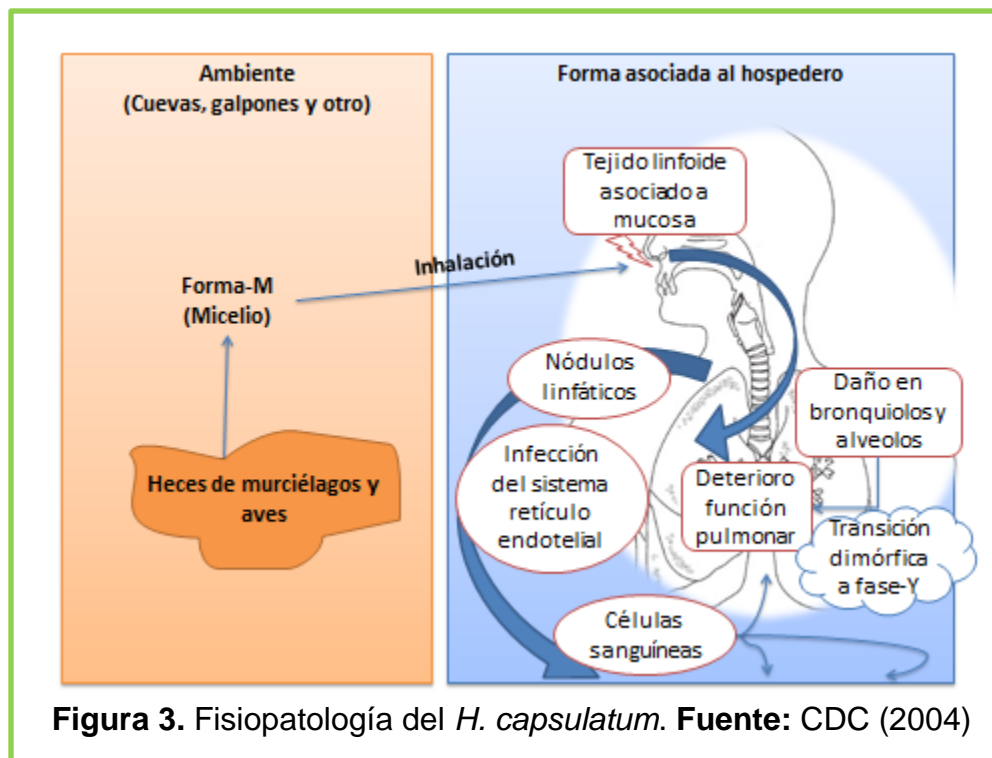 Ambiente
(Cuevas, galpones y otro)
Forma asociada al hospedero
Tejido linfoide
asociado a
mucosa
Inhalación
Forma-M
(Micelio)
Nódulos
linfáticos
Daño en
bronquiolos y
alveolos
Heces de murciélagos y
aves
Infección
del sistema
retículo
endotelial
Deterioro
función
pulmonar
Transición
dimórfica
a fase-Y
Células
sanguíneas
Figura 3. Fisiopatología del H. capsulatum. Fuente: CDC (2004)